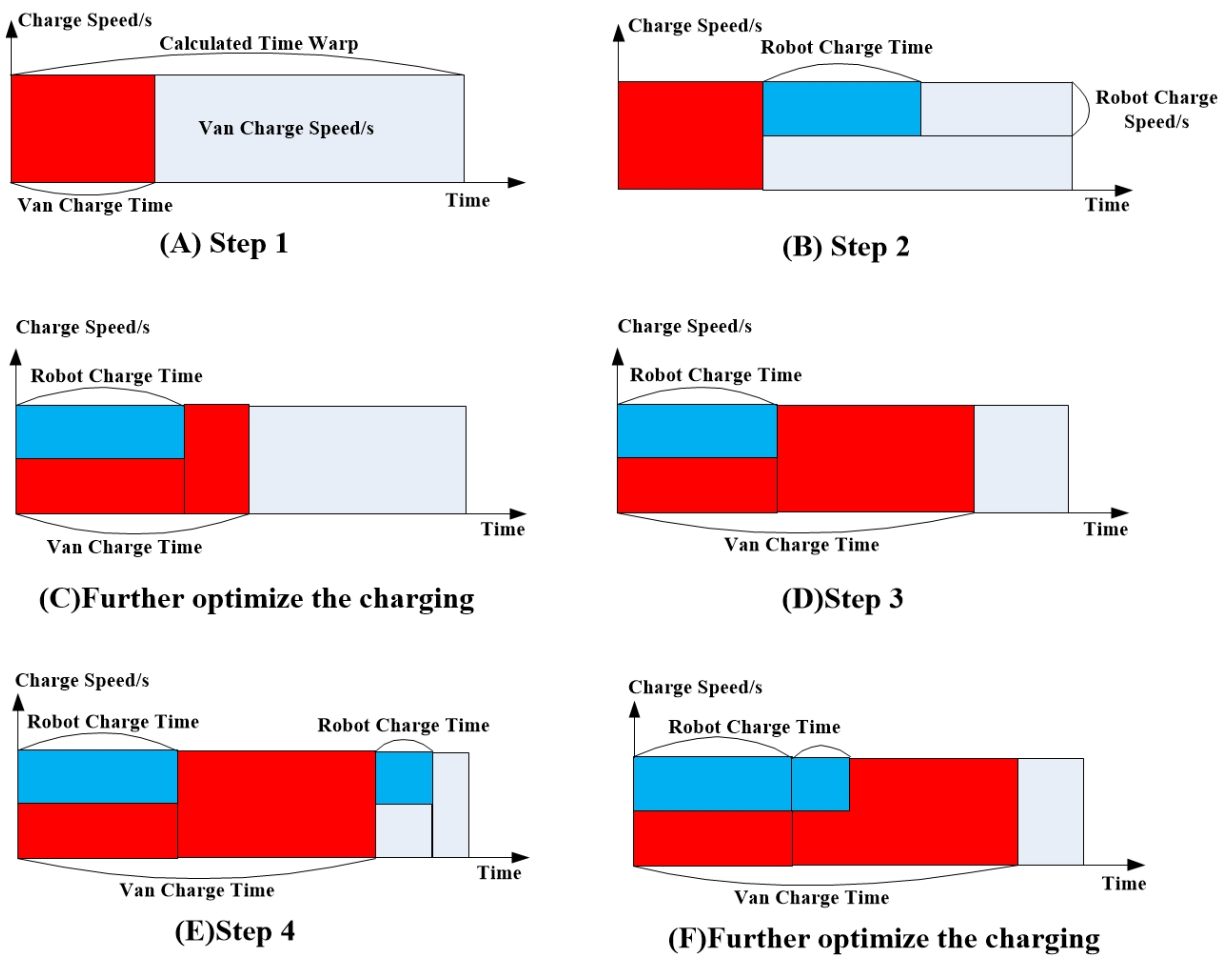 Charge Speed/s
Calculated Time Warp
Van Charge Speed/s
Van Charge Time
Time
(A) Step 1
Charge Speed/s
Robot Charge Time
Robot Charge
Speed/s
Time
(B) Step 2
Charge Speed/s
Robot Charge Time
Time
Van Charge Time
(C)Further optimize the charging
Charge Speed/s
Robot Charge Time
Time
Van Charge Time
(D)Step 3
Charge Speed/s
Robot Charge Time
Robot Charge Time
Time
Van Charge Time
(E)Step 4
Charge Speed/s
Robot Charge Time
Time
Van Charge Time
(F)Further optimize the charging